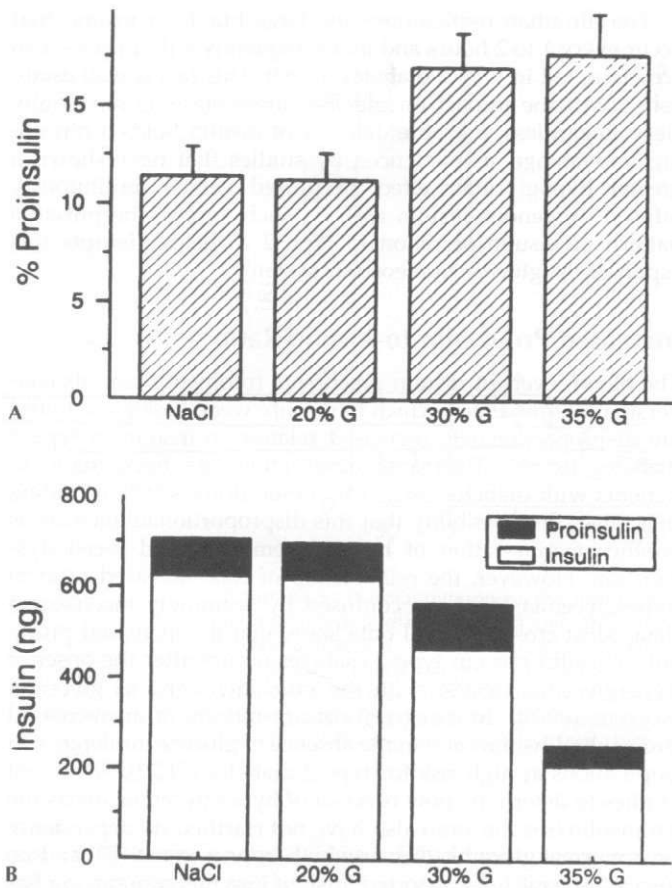 % Proinsulin
15
10
5
0
NaCl
20% G
30% G
35% G
A
Insulin (ng)
800
600
400
200
0
Proinsulin
Insulin
NaCl
20% G
30% G
35% G
B